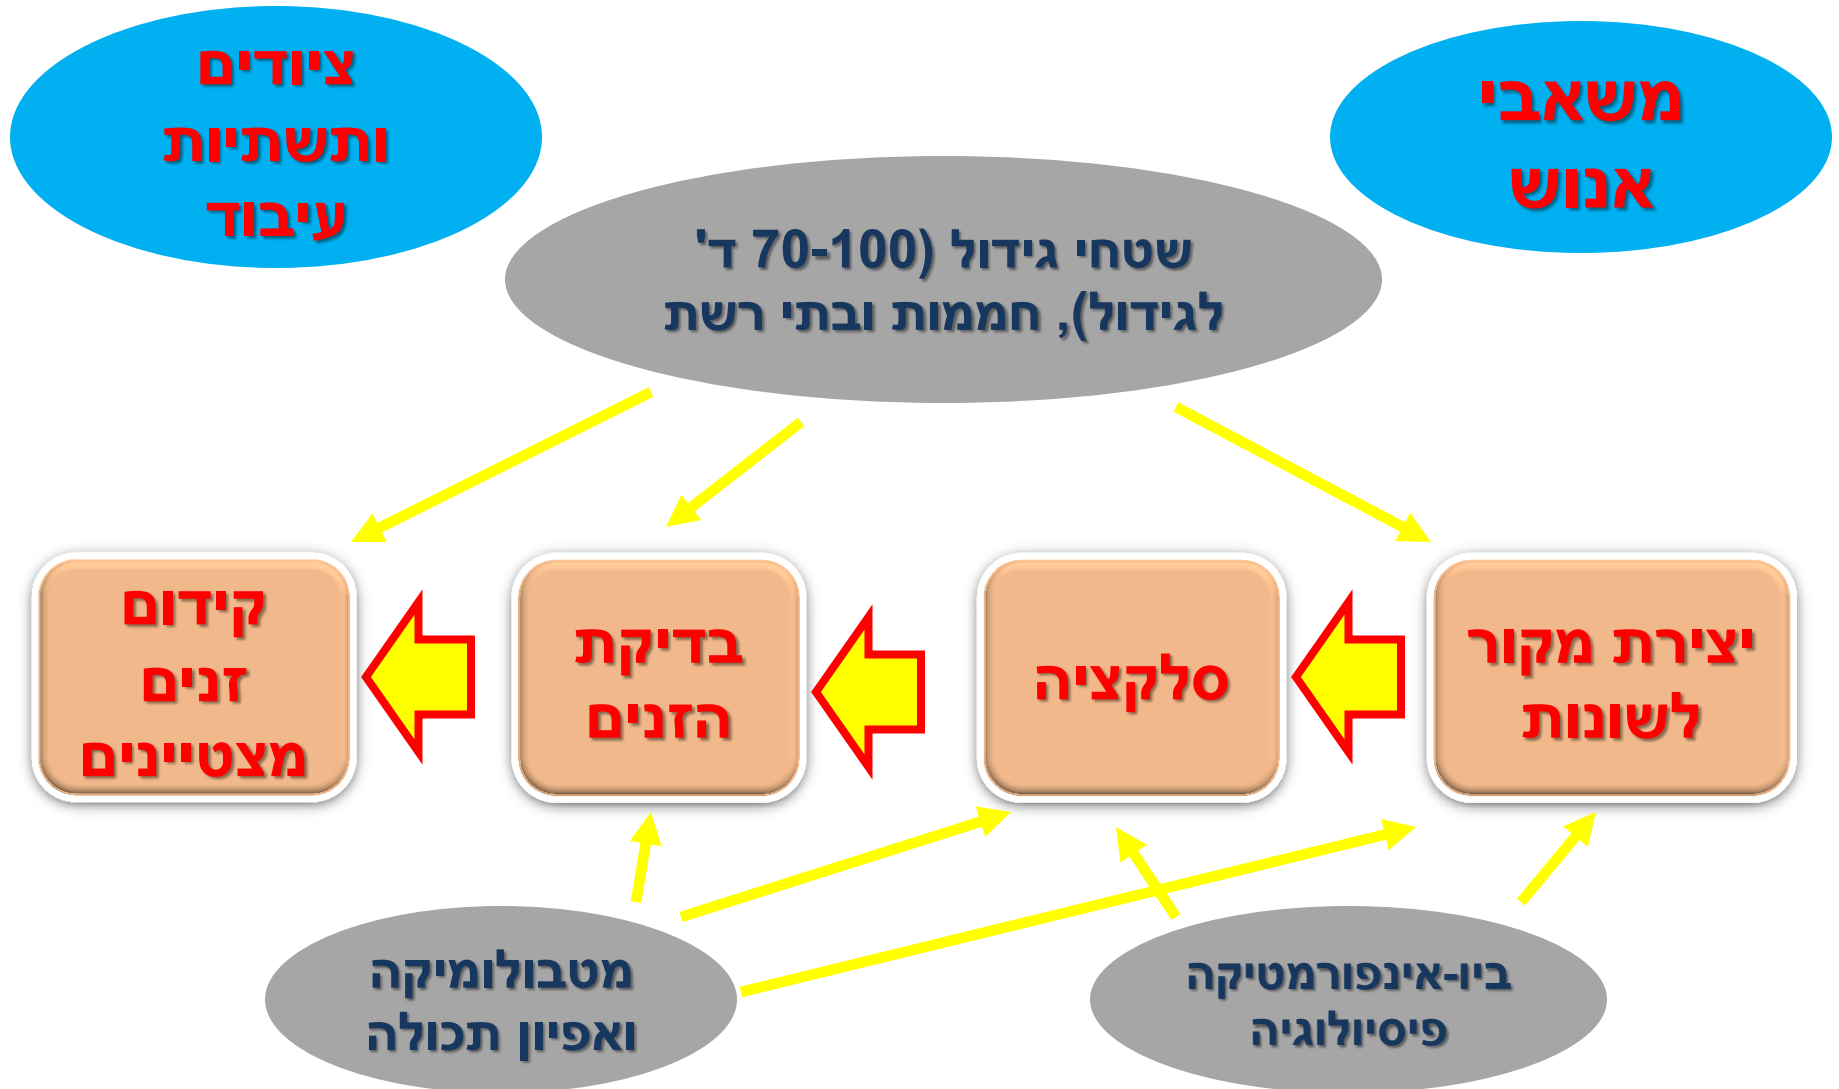 משאבי
אנוש
ציודים
ותשתיות
עיבוד
שטחי גידול (70-100 ד'
לגידול), חממות ובתי רשת
יצירת מקור
לשונות
סלקציה
בדיקת
הזנים
קידום
זנים
מצטיינים
ביו-אינפורמטיקה
פיסיולוגיה
מטבולומיקה
ואפיון תכולה